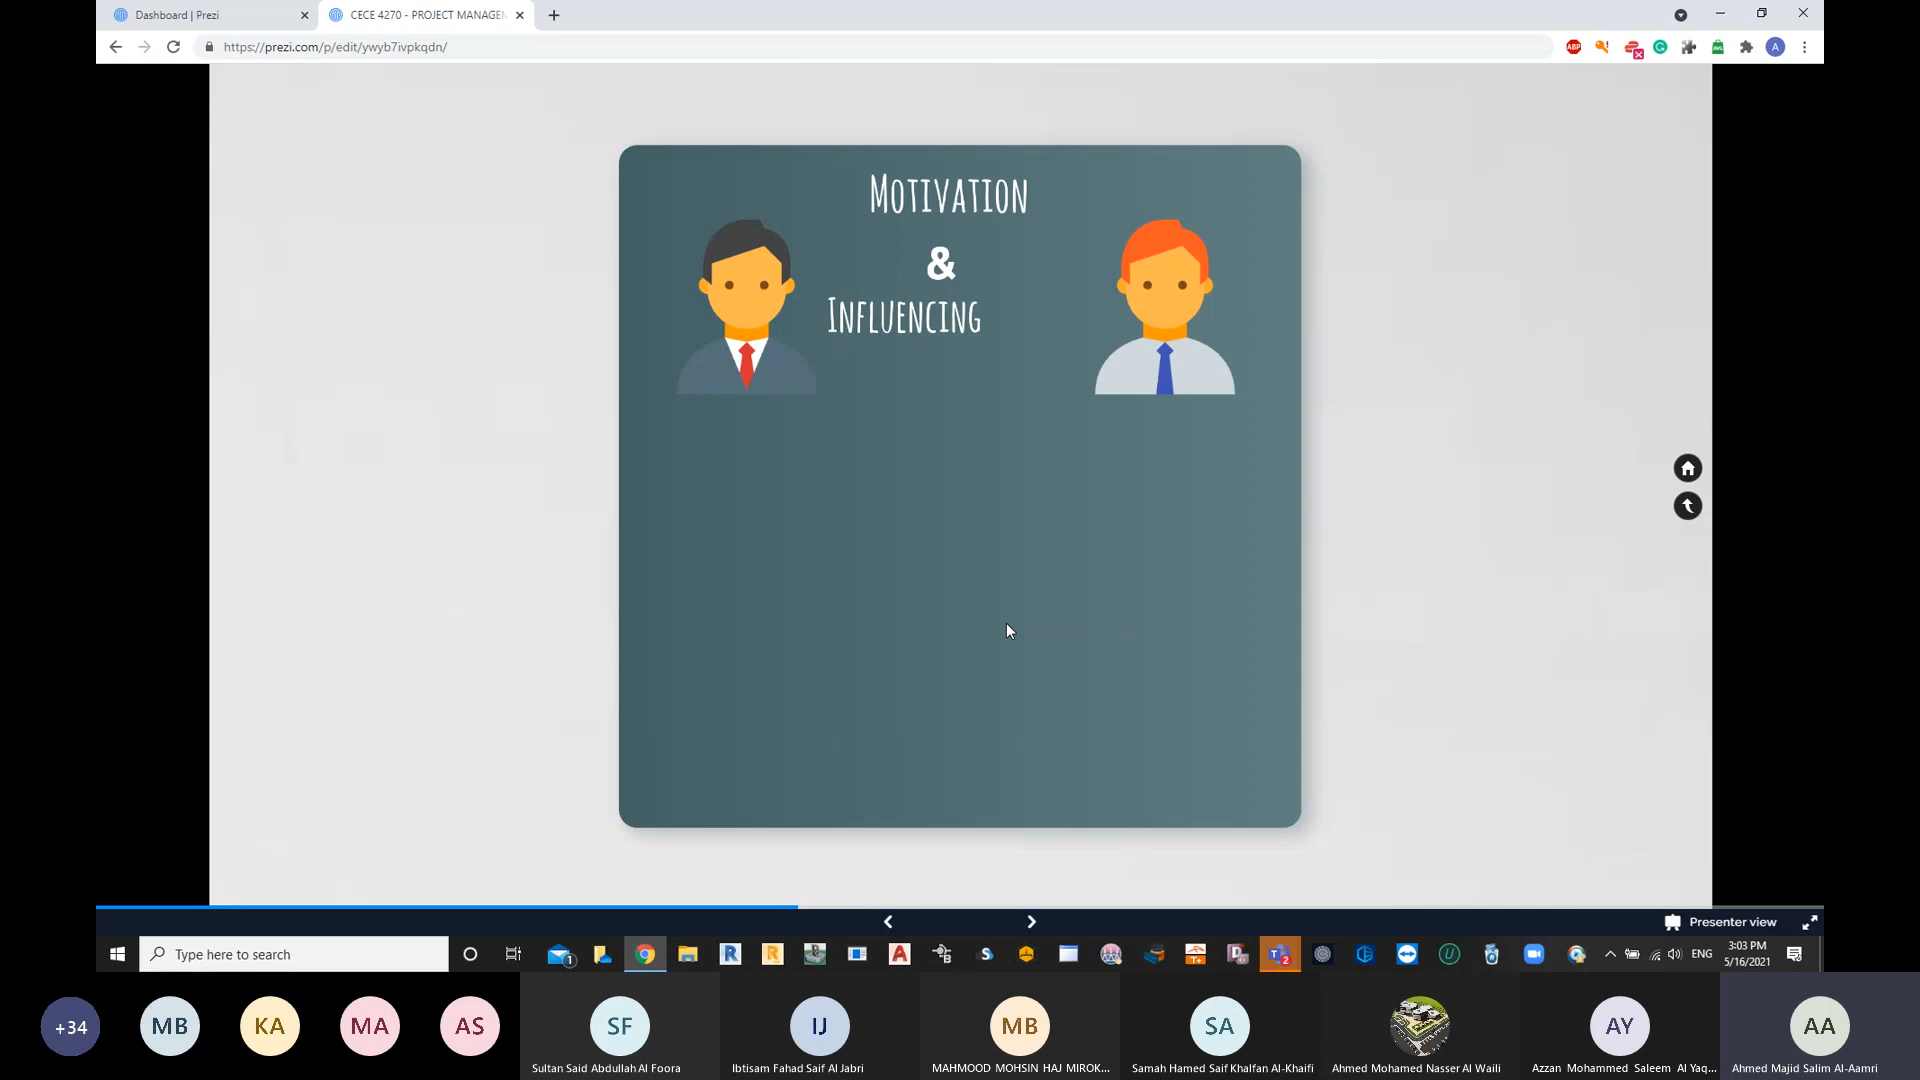 Dashboard | Prezi
CECE 4270 - PROJECT MANAGEM
https://prezi.com/p/edit/ywyb7ivpkqdn/
ABP
A
MOTIVATION
&
INFLUENCING
Presenter view
Type here to search
1
2
ENG
3:03 PM
5/16/2021
+34
MB
KA
MA
AS
SF
IJ
MB
SA
AY
AA
Sultan Said Abdullah Al Foora
Ibtisam Fahad Saif Al Jabri
MAHMOOD MOHSIN HAJ MIROK...
Samah Hamed Saif Khalfan Al-Khaifi
Ahmed Mohamed Nasser Al Waili
Azzan Mohammed Saleem Al Yaq...
Ahmed Majid Salim Al-Aamri